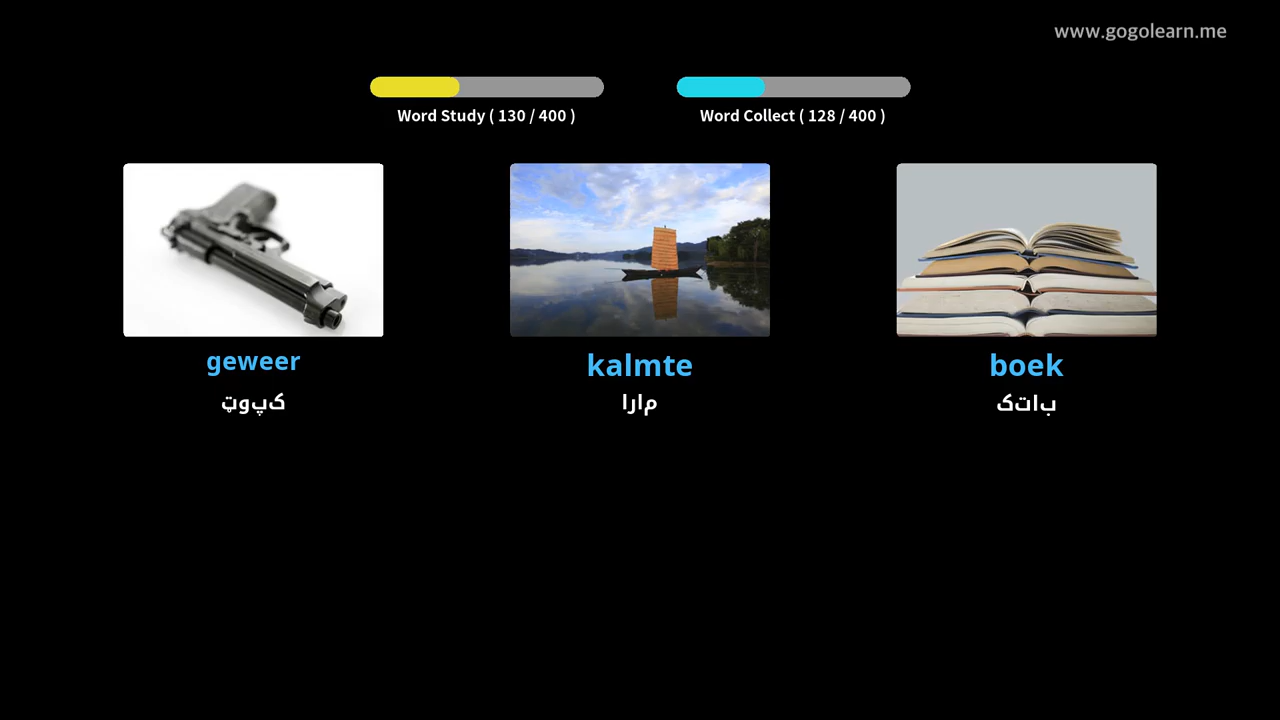 www.gogolearn.me
Word Study ( 130 / 400 )
Word Collect ( 128 / 400 )
geweer
کپوټ
kalmte
مارا
boek
باتک